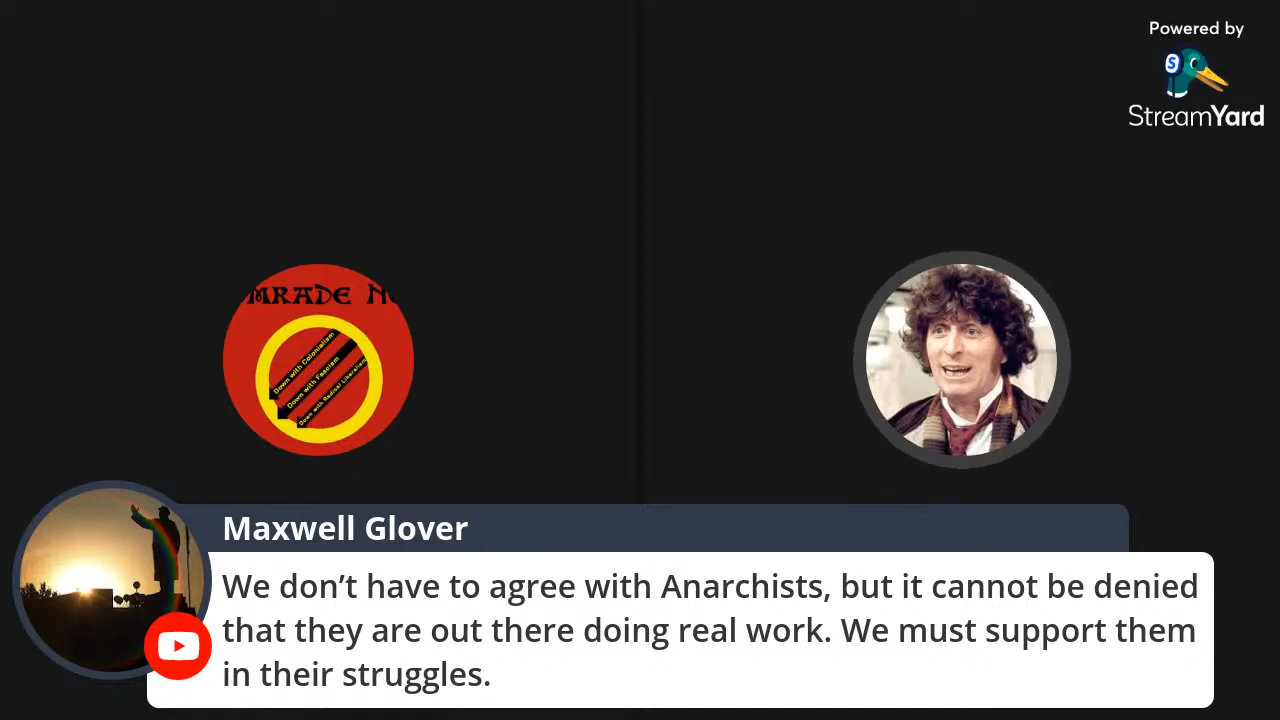 Powered by
StreamYard
MRADE N
Down with Colonialism
Down with Fascism
Down with Radical Liberalism
Maxwell Glover
We don’t have to agree with Anarchists, but it cannot be denied
that they are out there doing real work. We must support them
in their struggles.